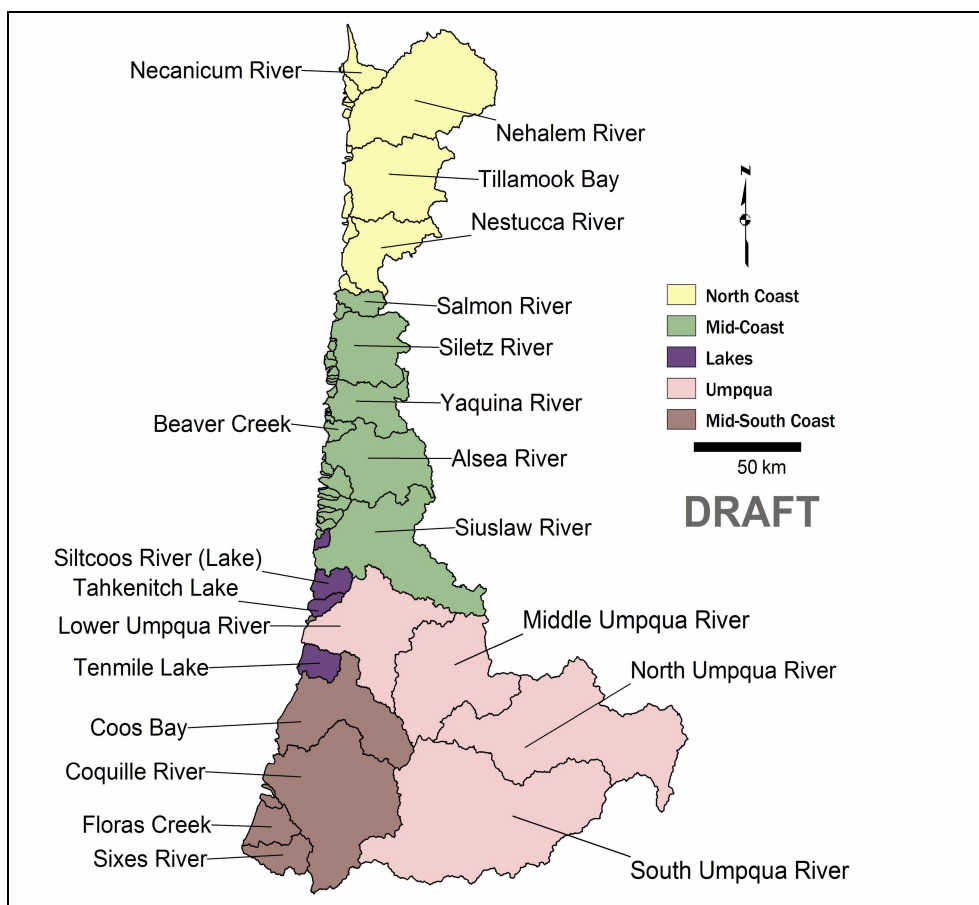 Necanicum River
Nehalem River
Tillamook Bay
Nestucca River
N
North Coast
Mid-Coast
Lakes
Umpqua
Mid-South Coast
50 km
DRAFT
Salmon River
Siletz River
Yaquina River
Beaver Creek
Alsea River
Siuslaw River
Siltcoos River (Lake)
Tahkenitch Lake
Lower Umpqua River
Middle Umpqua River
Tenmile Lake
North Umpqua River
Coos Bay
Coquille River
Floras Creek
Sixes River
South Umpqua River